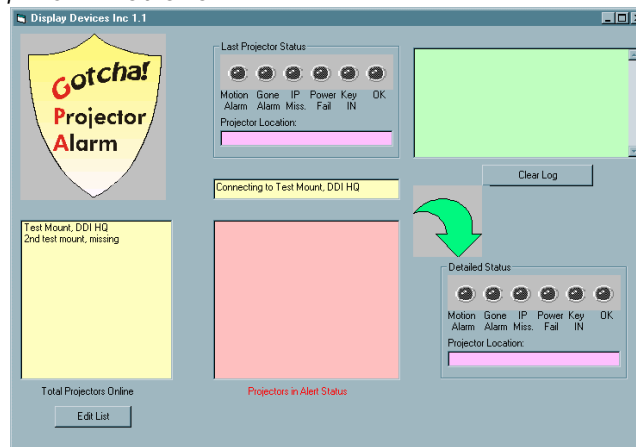 Display Devices Inc 1.1
Gotcha!
Projector
Alarm
Last Projector Status
Motion Alarm
Gone Alarm
IP Miss.
Power Fail
Key IN
OK
Projector Location:
Clear Log
Connecting to Test Mount, DDI HQ
Test Mount, DDI HQ
2nd test mount, missing
Detailed Status
Motion Alarm
Gone Alarm
IP Miss.
Power Fail
Key IN
OK
Projector Location:
Total Projectors Online
Projectors in Alert Status
Edit List